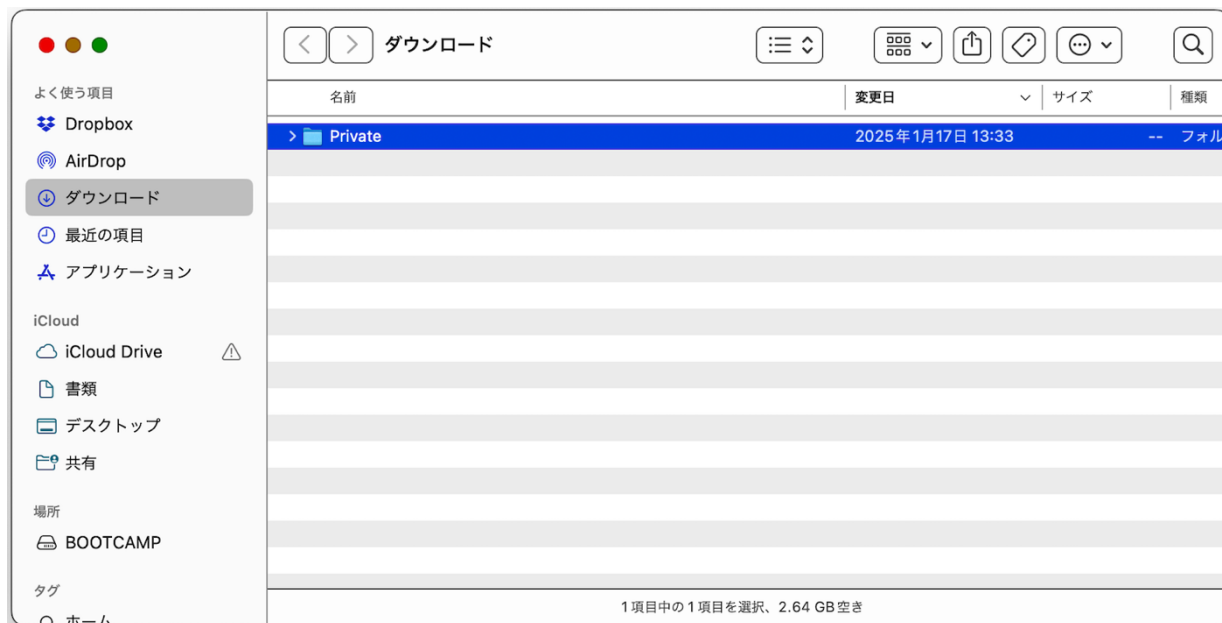 ダウンロード
よく使う項目
Dropbox
AirDrop
ダウンロード
最近の項目
アプリケーション
iCloud
iCloud Drive
書類
デスクトップ
共有
場所
BOOTCAMP
タグ
ホーム
名前 変更日 サイズ 種類
Private 2025年1月17日 13:33 -- フォル
1項目中の1項目を選択、2.64 GB空き